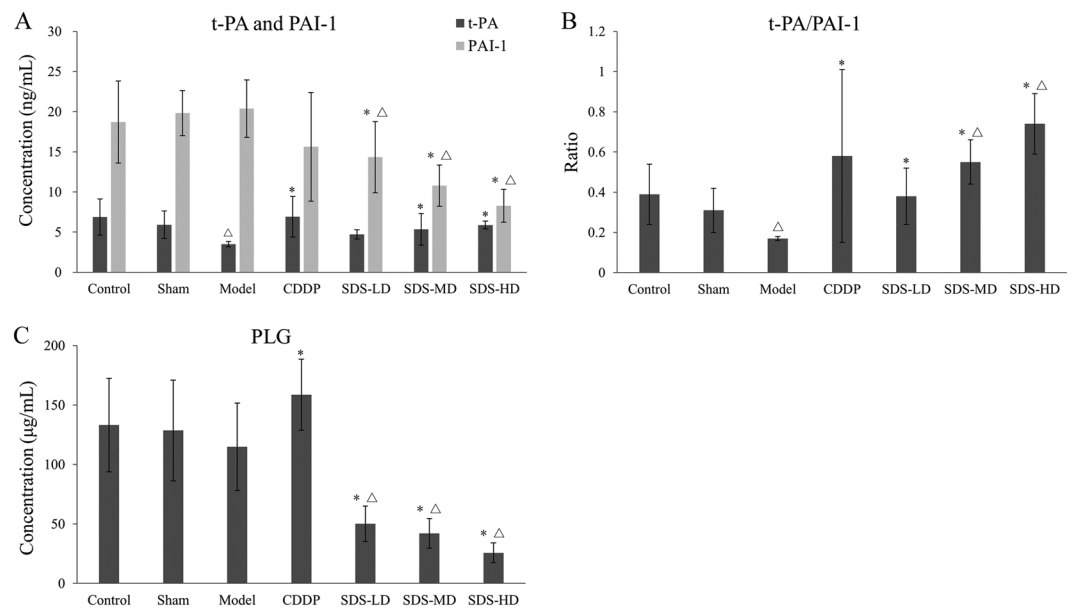 A
t-PA and PAI-1
t-PA
PAI-1
Concentration (ng/mL)
30
25
20
15
10
5
0
* △
* △
* △
△
*
*
*
Control Sham Model CDDP SDS-LD SDS-MD SDS-HD
B
t-PA/PAI-1
Ratio
1.2
1
0.8
0.6
0.4
0.2
0
△
*
*
* △
* △
Control Sham Model CDDP SDS-LD SDS-MD SDS-HD
C
PLG
Concentration (μg/mL)
200
150
100
50
0
*
* △
* △
* △
Control Sham Model CDDP SDS-LD SDS-MD SDS-HD